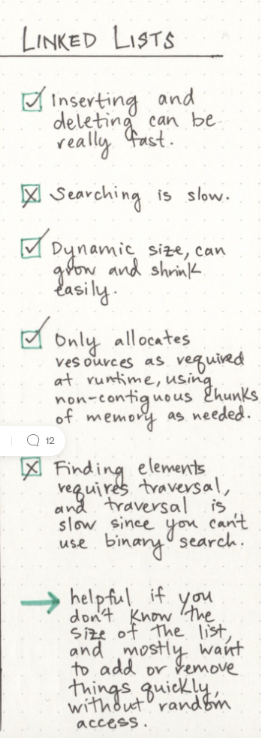 LINKED LISTS
Inserting and
deleting can be
really fast.
Searching is slow.
Dynamic size, can
grow and shrink
easily.
Only allocates
resources as required
at runtime, using
non-contiguous chunks
of memory as needed.
12
Finding elements
requires traversal,
and traversal is
slow since you can't
use binary search.
helpful if you
don't know the
size of the list,
and mostly want
to add or remove
things quickly,
without random
access.